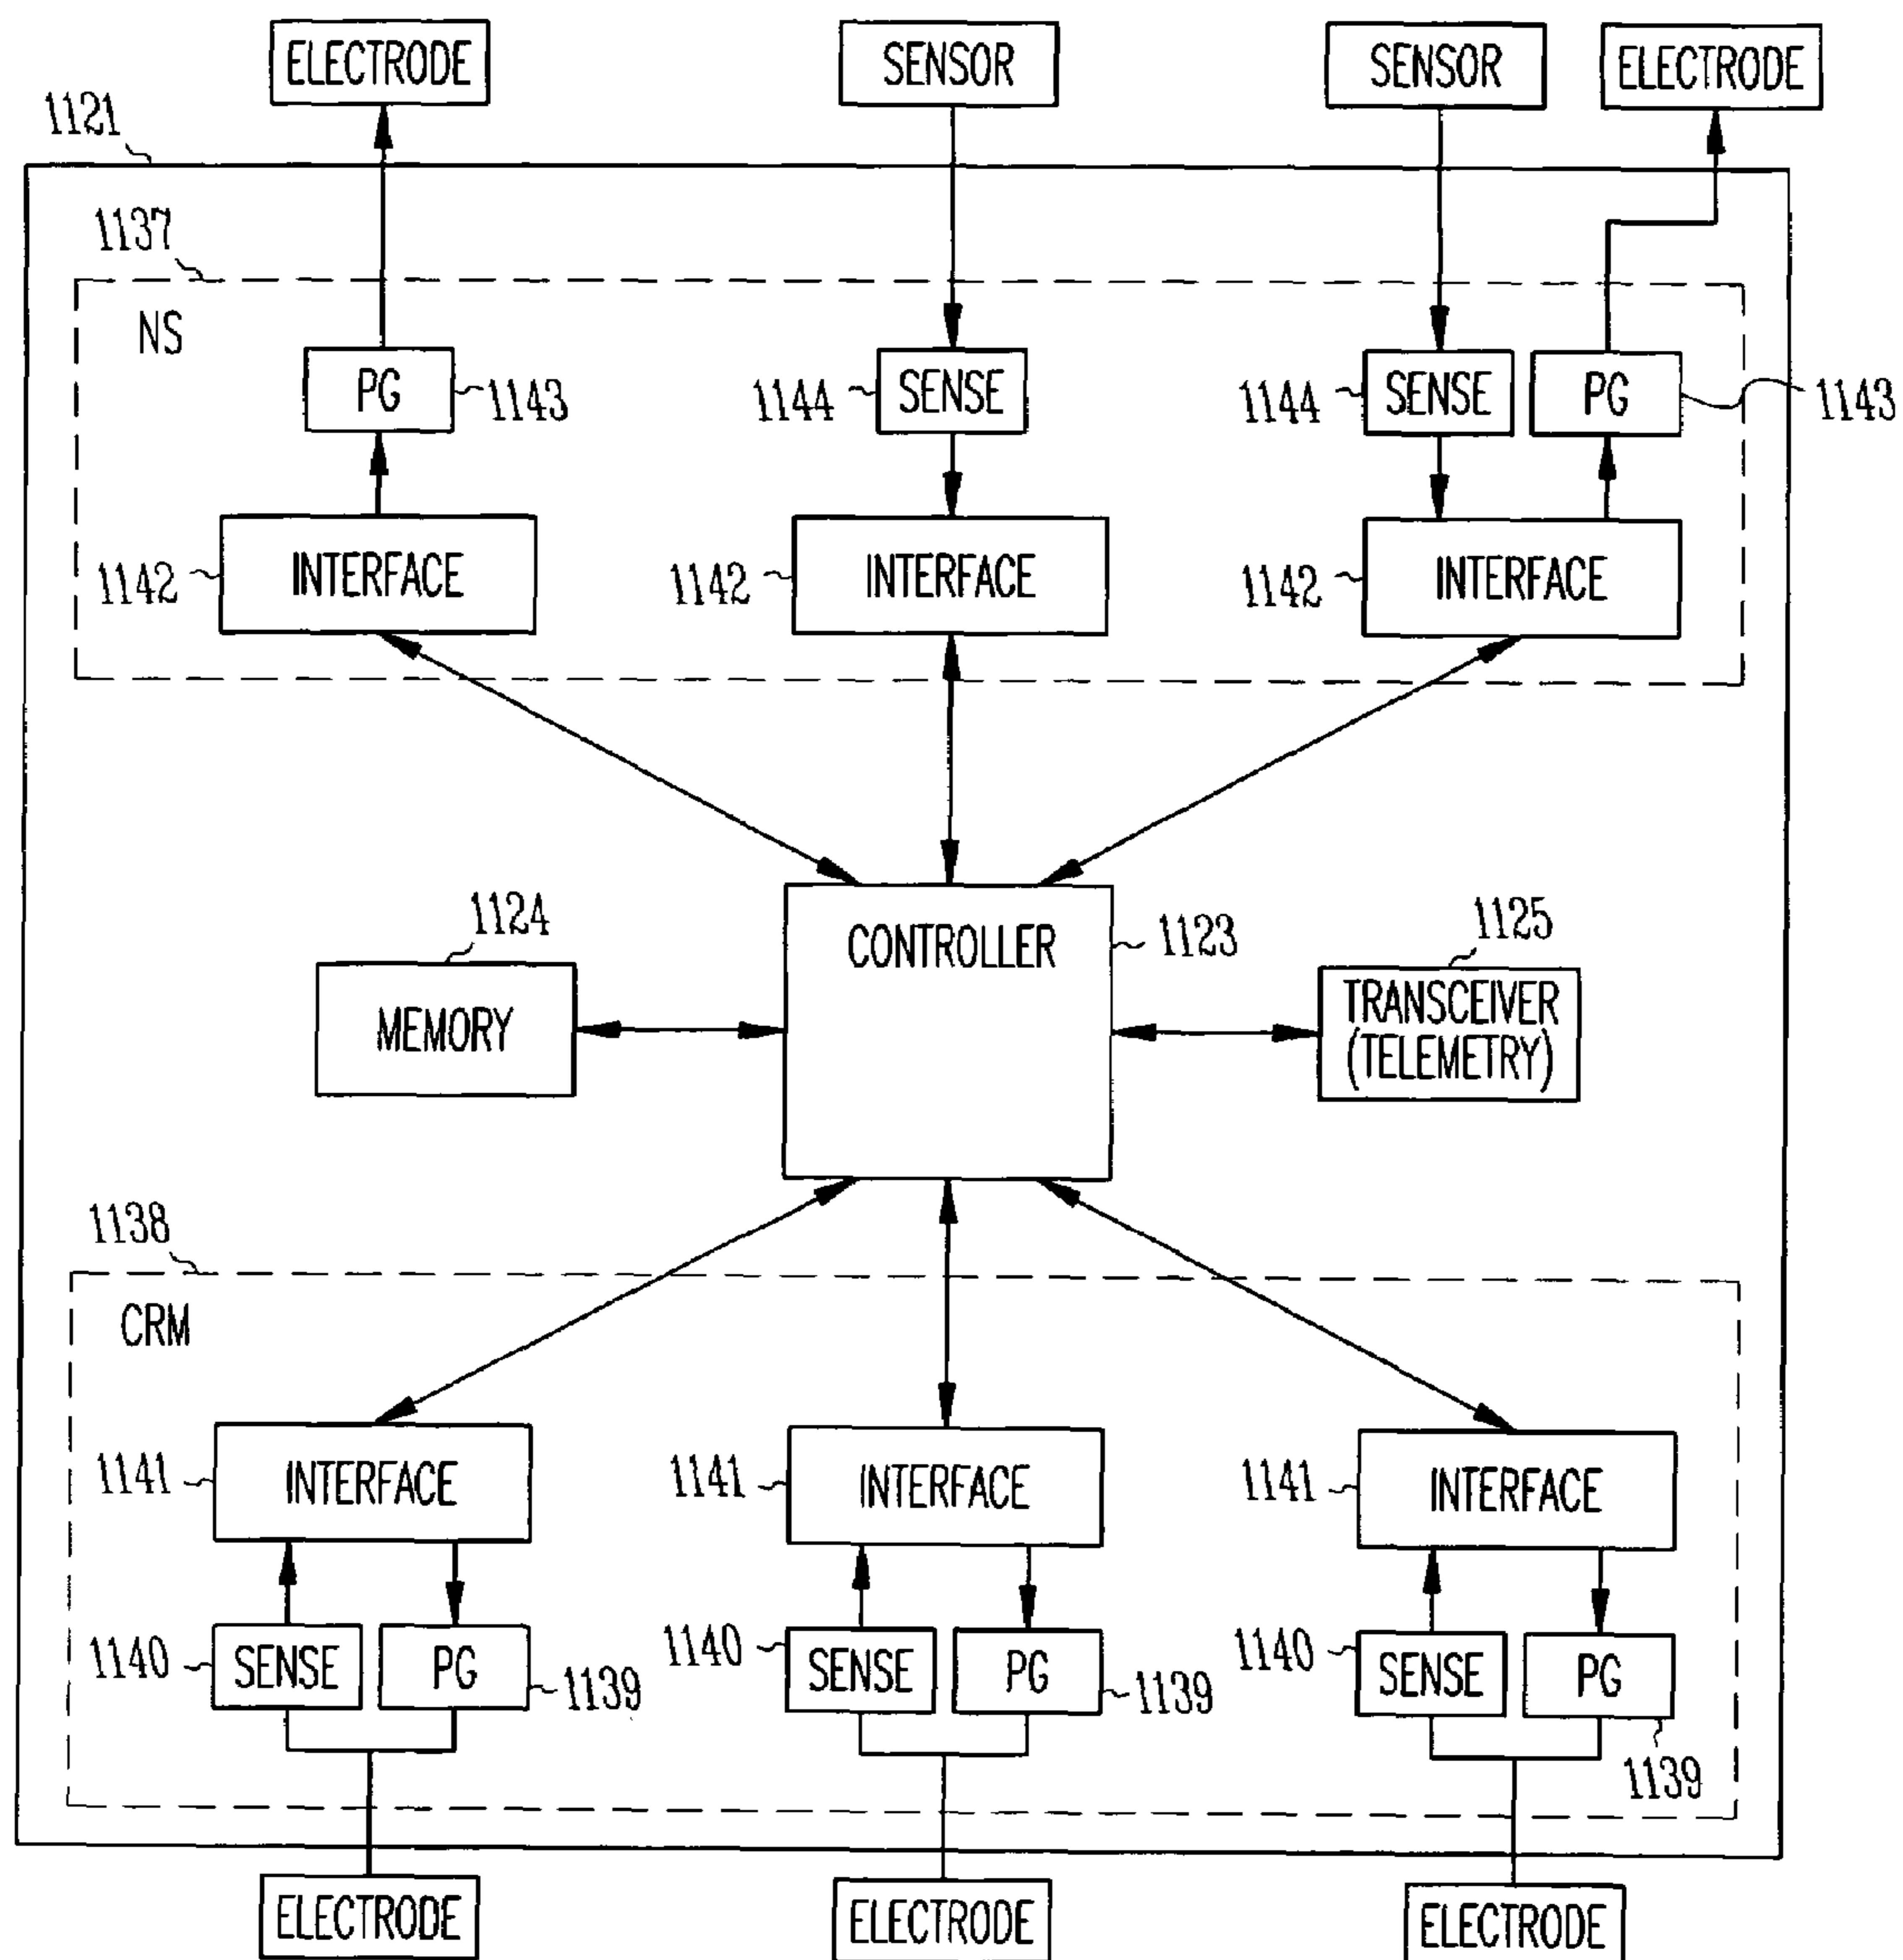 ELECTRODE
SENSOR
SENSOR
ELECTRODE
1121
1137
NS
PG
1143
1144
SENSE
1144
SENSE
PG
1143
1142
INTERFACE
1142
INTERFACE
1142
INTERFACE
1124
MEMORY
CONTROLLER
1123
1125
TRANSCEIVER
(TELEMETRY)
1138
CRM
1141
INTERFACE
1141
INTERFACE
1141
INTERFACE
1140
SENSE
PG
1139
1140
SENSE
PG
1139
1140
SENSE
PG
1139
ELECTRODE
ELECTRODE
ELECTRODE